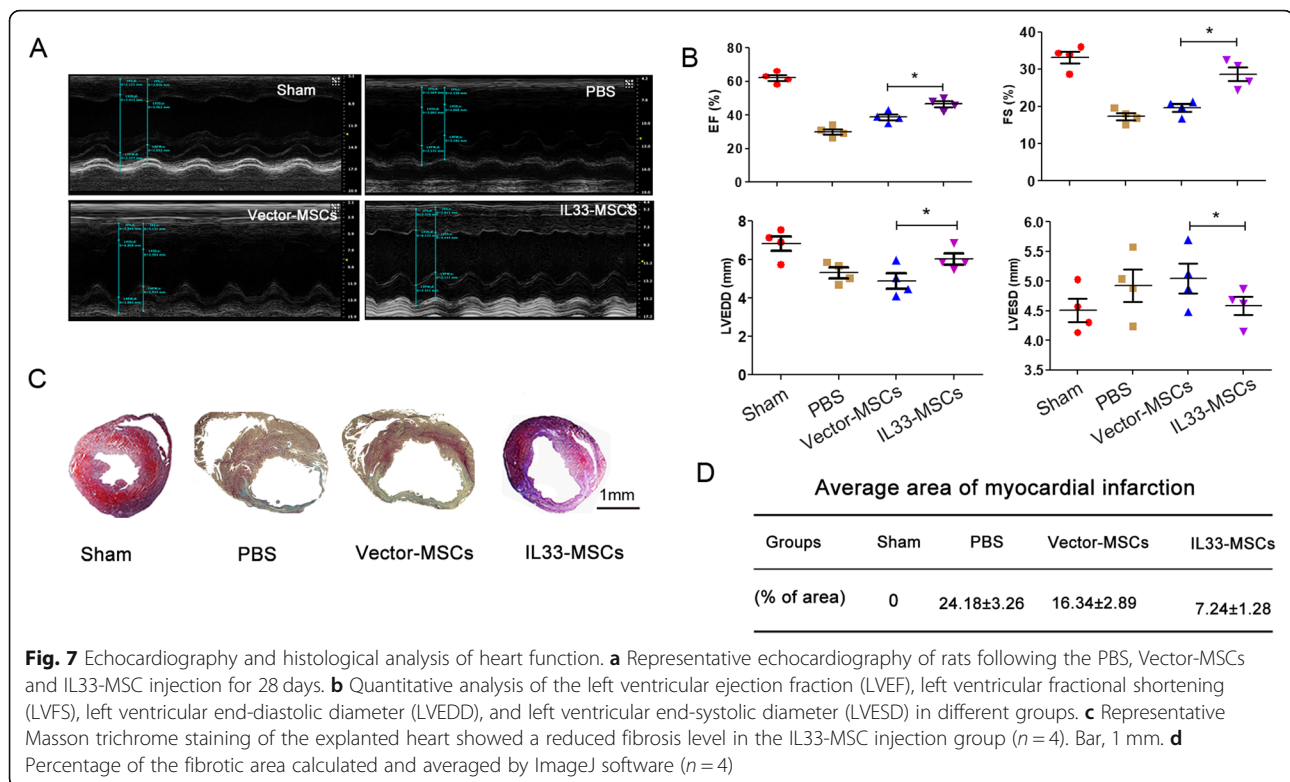 A
Sham
PBS
Vector-MSCs
IL33-MSCs
B
EF (%)
80
60
40
20
0
*
FS (%)
40
30
20
10
0
*
LVEDD (mm)
8
6
4
2
0
*
Sham
PBS
Vector-MSCs
IL33-MSCs
LVESD (mm)
6.0
5.5
5.0
4.5
4.0
3.5
*
Sham
PBS
Vector-MSCs
IL33-MSCs
C
1mm
Sham PBS Vector-MSCs IL33-MSCs
D
Average area of myocardial infarction
Groups Sham PBS Vector-MSCs IL33-MSCs
(% of area) 0 24.18±3.26 16.34±2.89 7.24±1.28
Fig. 7 Echocardiography and histological analysis of heart function. a Representative echocardiography of rats following the PBS, Vector-MSCs
and IL33-MSC injection for 28 days. b Quantitative analysis of the left ventricular ejection fraction (LVEF), left ventricular fractional shortening
(LVFS), left ventricular end-diastolic diameter (LVEDD), and left ventricular end-systolic diameter (LVESD) in different groups. c Representative
Masson trichrome staining of the explanted heart showed a reduced fibrosis level in the IL33-MSC injection group (n = 4). Bar, 1 mm. d
Percentage of the fibrotic area calculated and averaged by ImageJ software (n = 4)